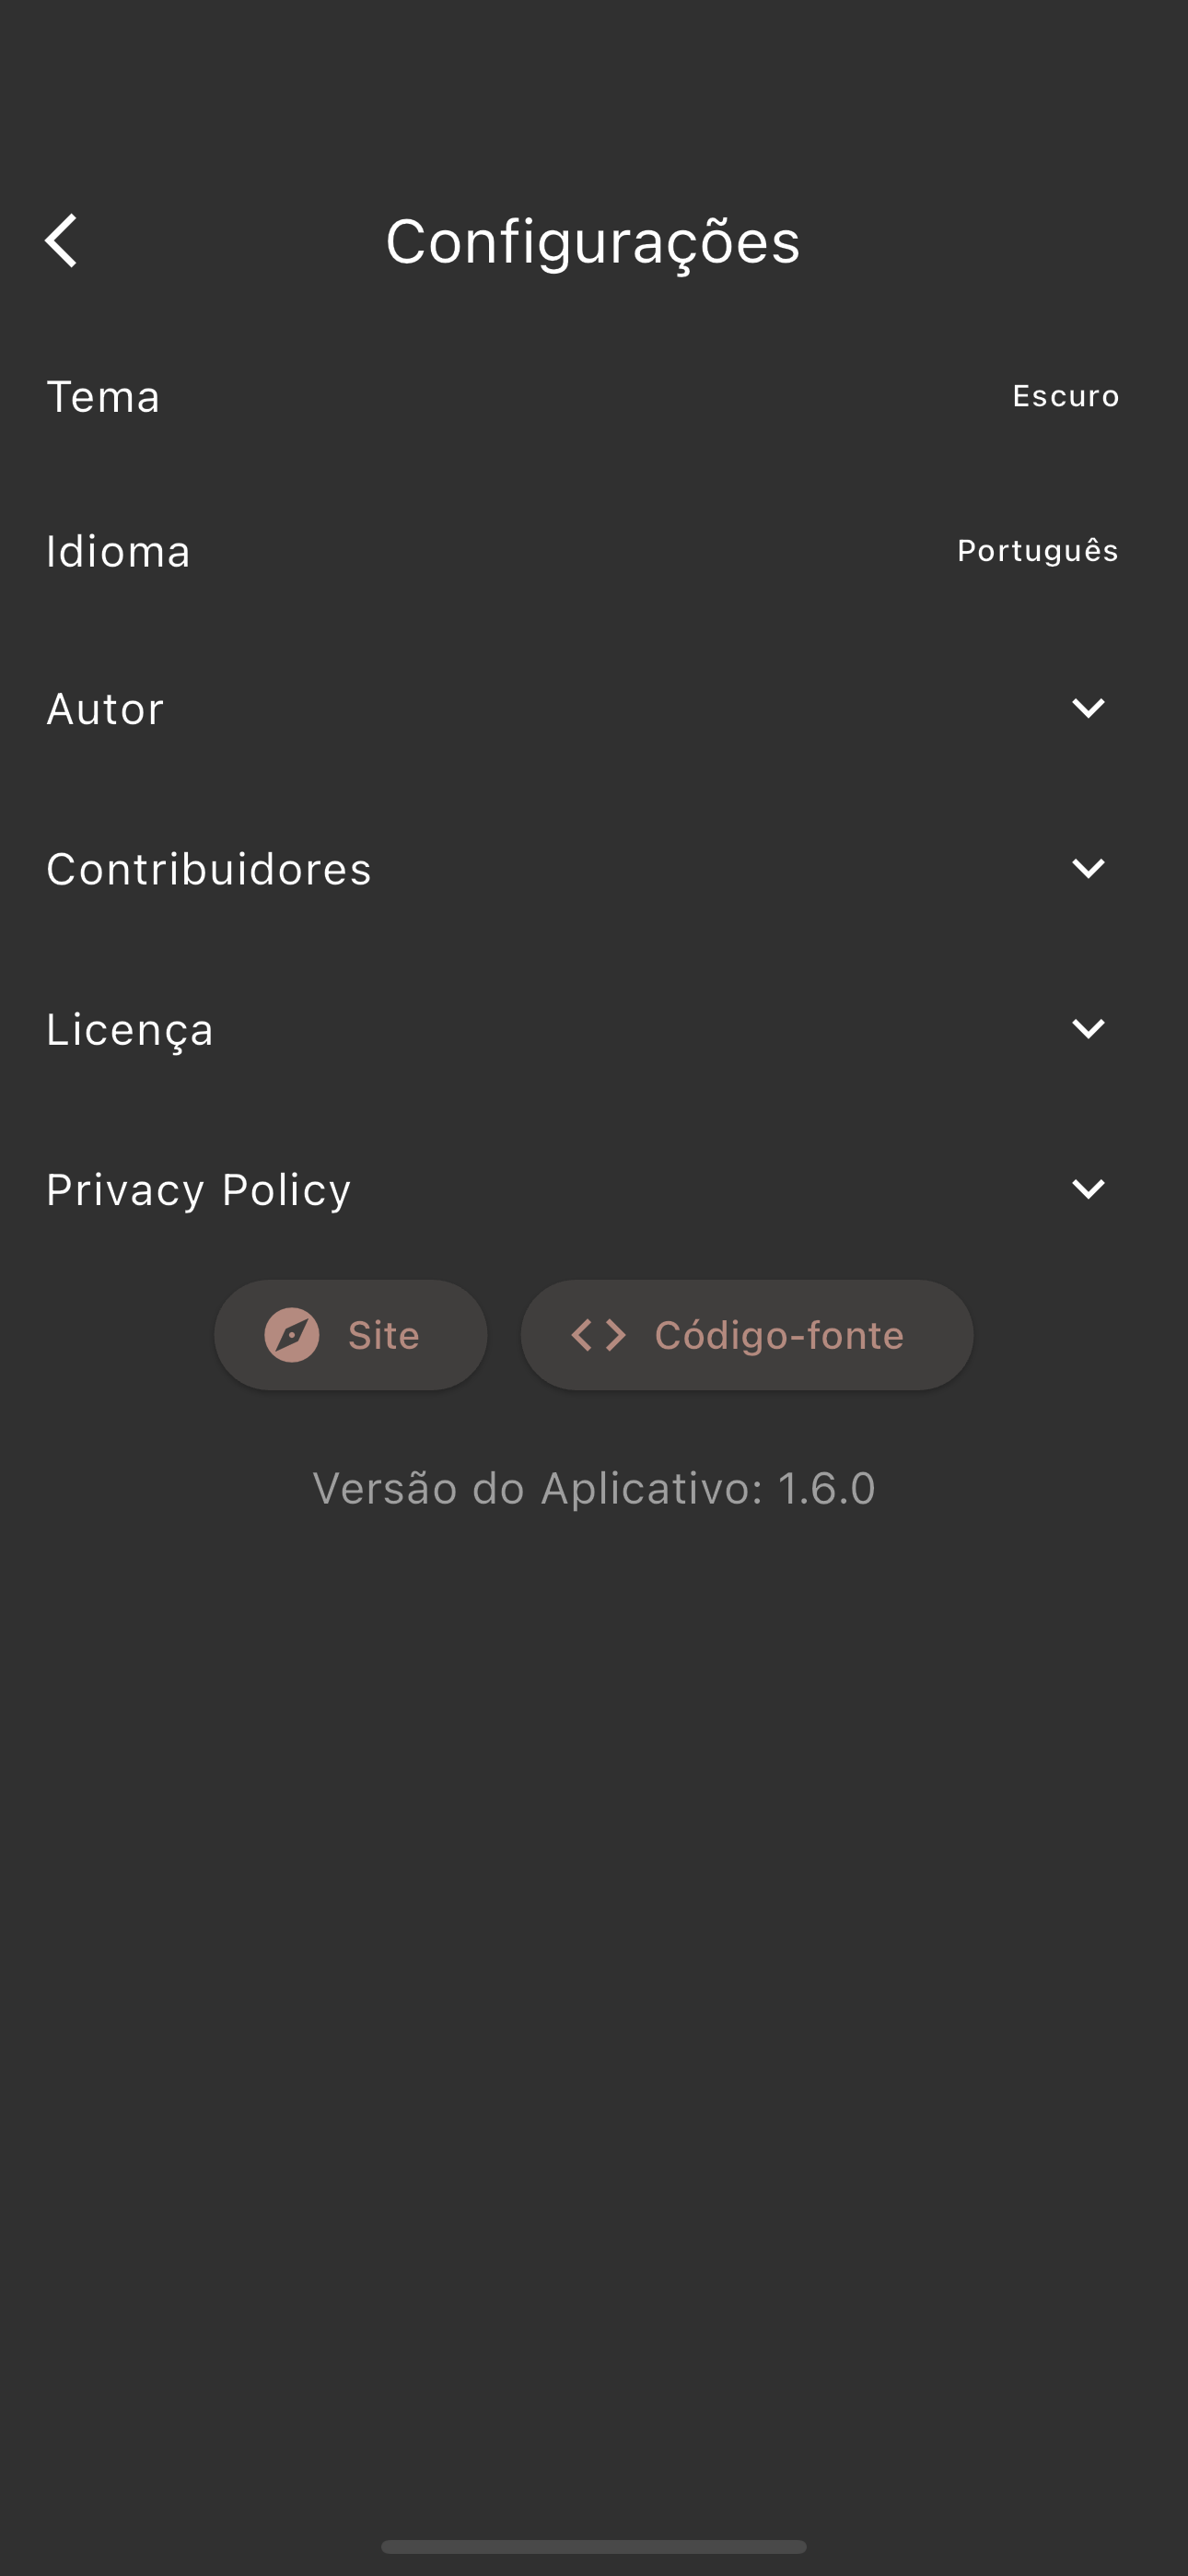 Configurações
Tema Escuro
Idioma Português
Autor
Contribuidores
Licença
Privacy Policy
Site Código-fonte
Versão do Aplicativo: 1.6.0